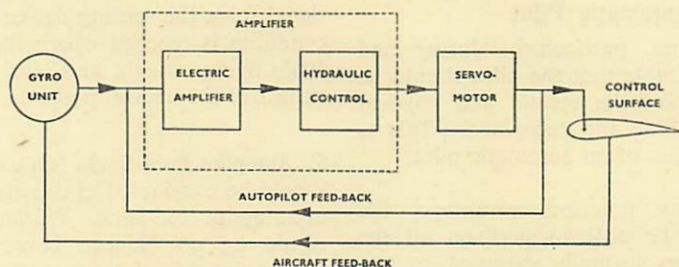 AMPLIFIER
GYRO
UNIT
ELECTRIC
AMPLIFIER
HYDRAULIC
CONTROL
SERVO-
MOTOR
CONTROL
SURFACE
AUTOPILOT FEED-BACK
AIRCRAFT FEED-BACK